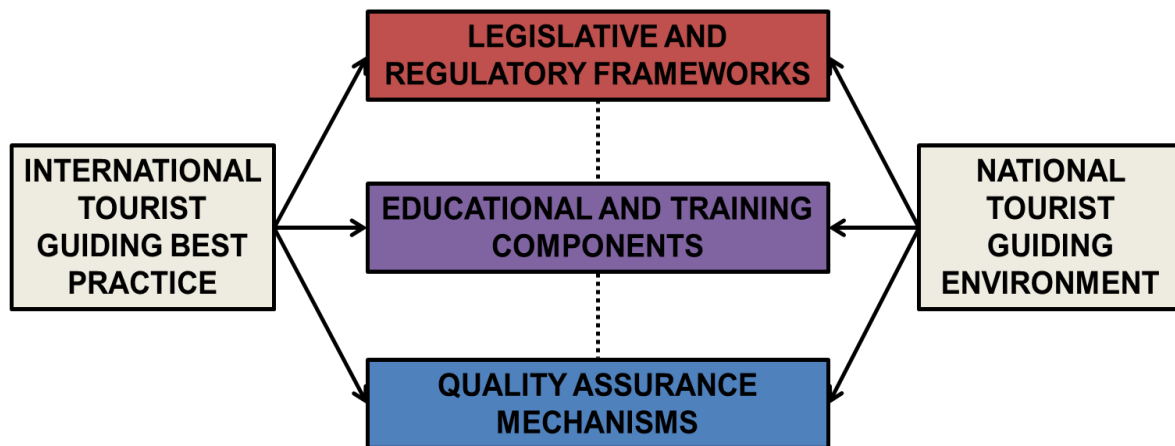 LEGISLATIVE AND
REGULATORY FRAMEWORKS
INTERNATIONAL
TOURIST
GUIDING BEST
PRACTICE
EDUCATIONAL AND TRAINING
COMPONENTS
NATIONAL
TOURIST
GUIDING
ENVIRONMENT
QUALITY ASSURANCE
MECHANISMS